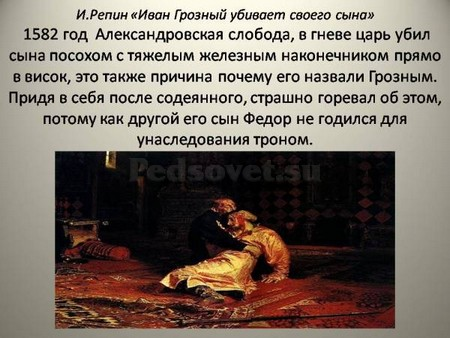 И.Репин «Иван Грозный убивает своего сына»
1582 год  Александровская слобода, в гневе царь убил
сына посохом с тяжелым железным наконечником прямо
в висок, это также причина почему его назвали Грозным.
Придя в себя после содеянного, страшно горевал об этом,
потому как другой его сын Федор не годился для
унаследования троном.
Pedsovet.su